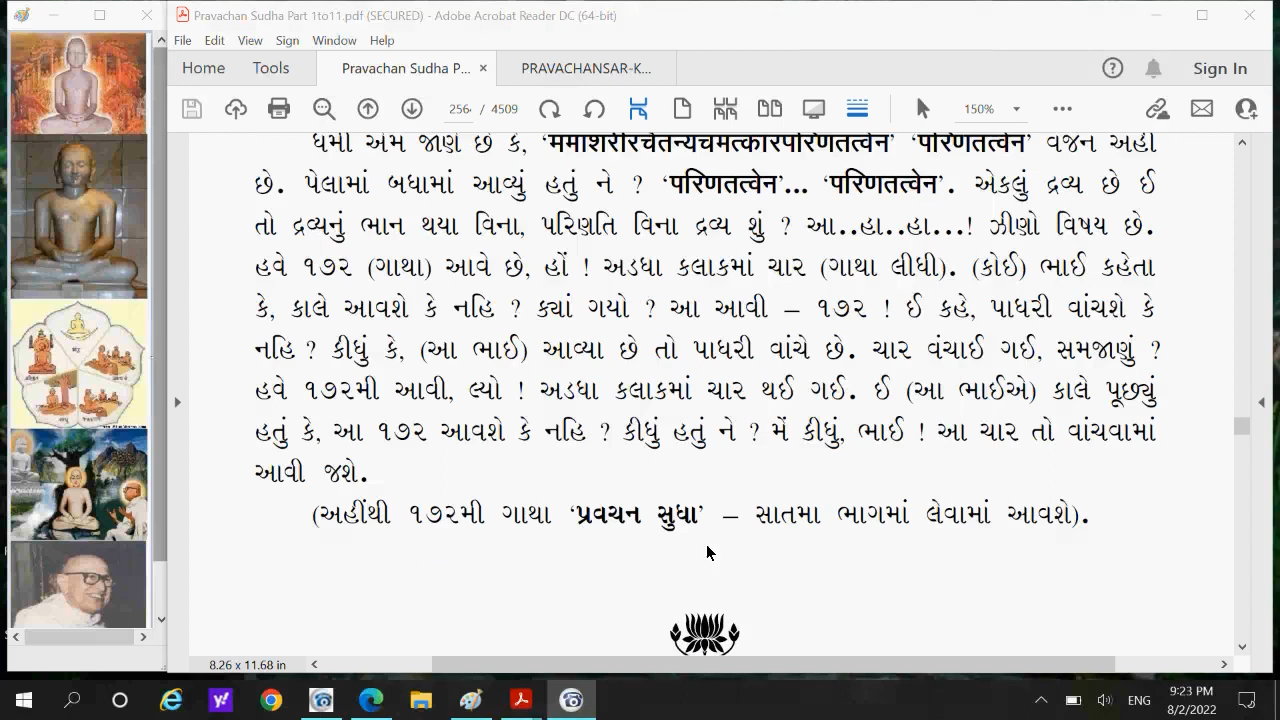 Pravachan Sudha Part 1to11.pdf (SECURED) - Adobe Acrobat Reader DC (64-bit)
File Edit View Sign Window Help
Home Tools Pravachan Sudha P... × PRAVACHANSAR-K... Sign In
256 / 4509 150%
ધર્મી એમ જાણે છે કે, ‘ममाशरीरचैतन्यचमत्कारपरिणतत्वेन’ ‘परिणतत्वेन’ વજન અહીં
છે. પેલામાં બધામાં આવ્યું હતું ને ? ‘परिणतत्वेन’... ‘परिणतत्वेन’. એકલું દ્રવ્ય છે ઈ
તો દ્રવ્યનું ભાન થયા વિના, પરિણતિ વિના દ્રવ્ય શું ? આ..હા..હા...! ઝીણો વિષય છે.
હવે ૧૭૨ (ગાથા) આવે છે, હોં ! અડધા કલાકમાં ચાર (ગાથા લીધી). (કોઈ) ભાઈ કહેતા
કે, કાલે આવશે કે નહિ ? ક્યાં ગયો ? આ આવી – ૧૭૨ ! ઈ કહે, પાધરી વાંચશે કે
નહિ ? કીધું કે, (આ ભાઈ) આવ્યા છે તો પાધરી વાંચે છે. ચાર વંચાઈ ગઈ, સમજાણું ?
હવે ૧૭૨મી આવી, લ્યો ! અડધા કલાકમાં ચાર થઈ ગઈ. ઈ (આ ભાઈએ) કાલે પૂછ્યું
હતું કે, આ ૧૭૨ આવશે કે નહિ ? કીધું હતું ને ? મેં કીધું, ભાઈ ! આ ચાર તો વાંચવામાં
આવી જશે.
(અહીંથી ૧૭૨મી ગાથા ‘પ્રવચન સુધા’ – સાતમા ભાગમાં લેવામાં આવશે).
8.26 x 11.68 in
ENG
9:23 PM
8/2/2022